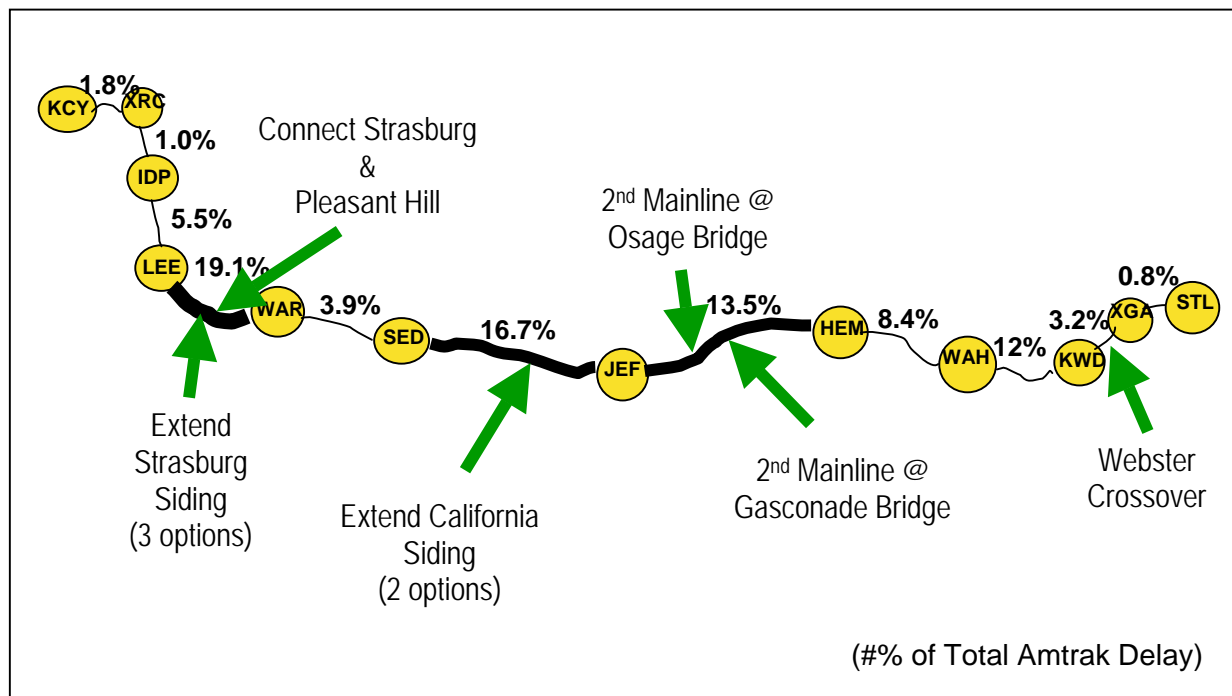 KCY
1.8%
XRC
1.0%
IDP
5.5%
LEE
19.1%
WAR
3.9%
SED
16.7%
JEF
13.5%
HEM
8.4%
WAH
12%
KWD
3.2%
XGA
0.8%
STL
Connect Strasburg
&
Pleasant Hill
2nd Mainline @
Osage Bridge
Extend
Strasburg
Siding
(3 options)
Extend California
Siding
(2 options)
2nd Mainline @
Gasconade Bridge
Webster
Crossover
(#% of Total Amtrak Delay)